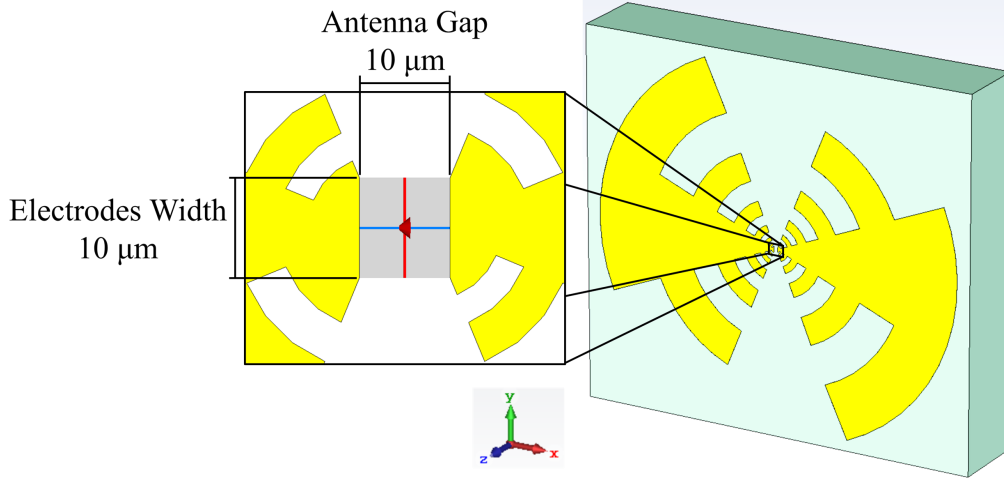 Antenna Gap
10 μm
Electrodes Width
10 μm
y
z
x